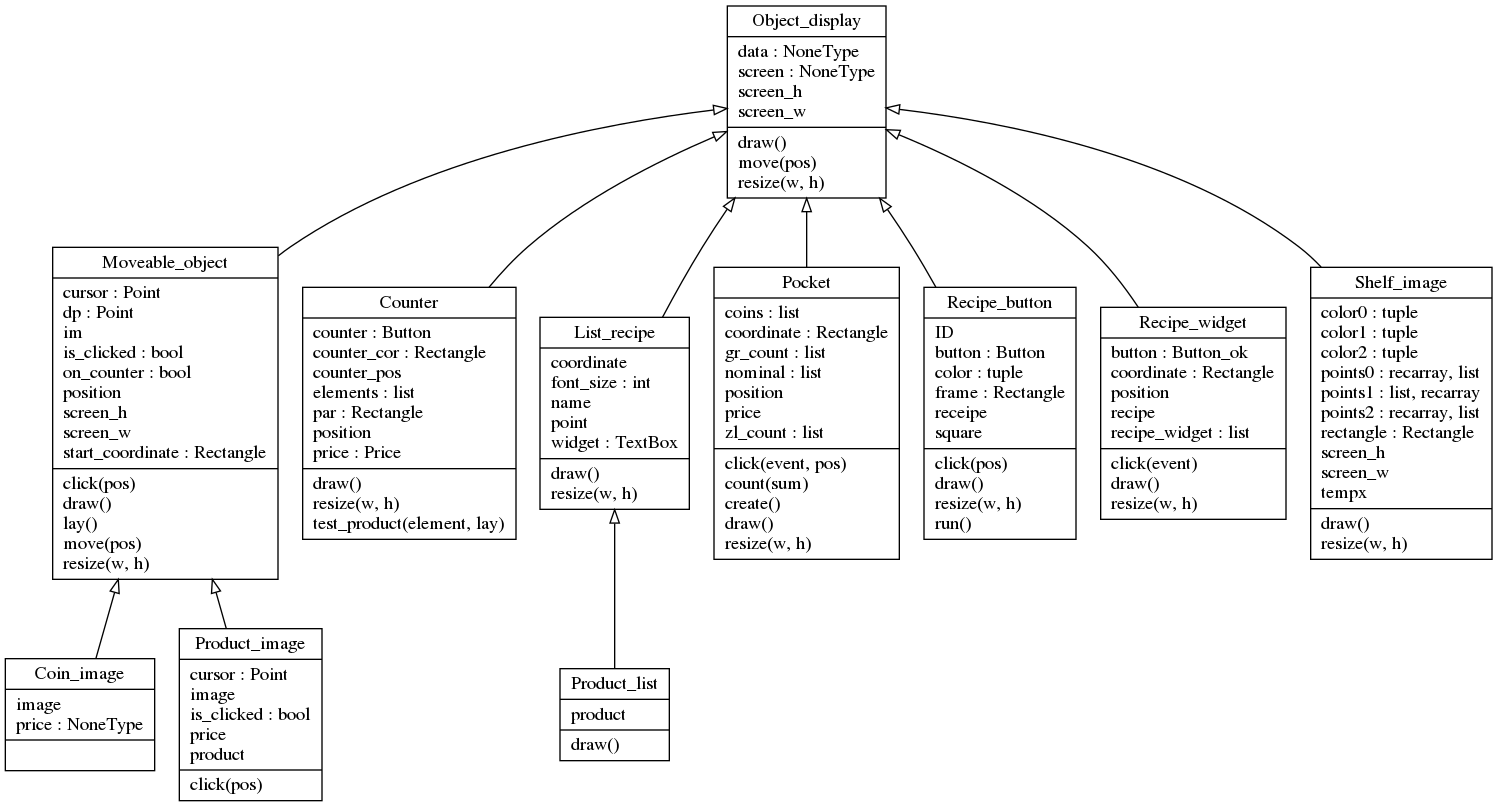 Object_display
data : NoneType
screen : NoneType
screen_h
screen_w
draw()
move(pos)
resize(w, h)
Moveable_object
cursor : Point
dp : Point
im
is_clicked : bool
on_counter : bool
position
screen_h
screen_w
start_coordinate : Rectangle
click(pos)
draw()
lay()
move(pos)
resize(w, h)
Counter
counter : Button
counter_cor : Rectangle
counter_pos
elements : list
par : Rectangle
position
price : Price
draw()
resize(w, h)
test_product(element, lay)
List_recipe
coordinate
font_size : int
name
point
widget : TextBox
draw()
resize(w, h)
Pocket
coins : list
coordinate : Rectangle
gr_count : list
nominal : list
position
price
zl_count : list
click(event, pos)
count(sum)
create()
draw()
resize(w, h)
Recipe_button
ID
button : Button
color : tuple
frame : Rectangle
receipe
square
click(pos)
draw()
resize(w, h)
run()
Recipe_widget
button : Button_ok
coordinate : Rectangle
position
recipe
recipe_widget : list
click(event)
draw()
resize(w, h)
Shelf_image
color0 : tuple
color1 : tuple
color2 : tuple
points0 : recarray, list
points1 : list, recarray
points2 : recarray, list
rectangle : Rectangle
screen_h
screen_w
tempx
draw()
resize(w, h)
Coin_image
image
price : NoneType
Product_image
cursor : Point
image
is_clicked : bool
price
product
click(pos)
Product_list
product
draw()